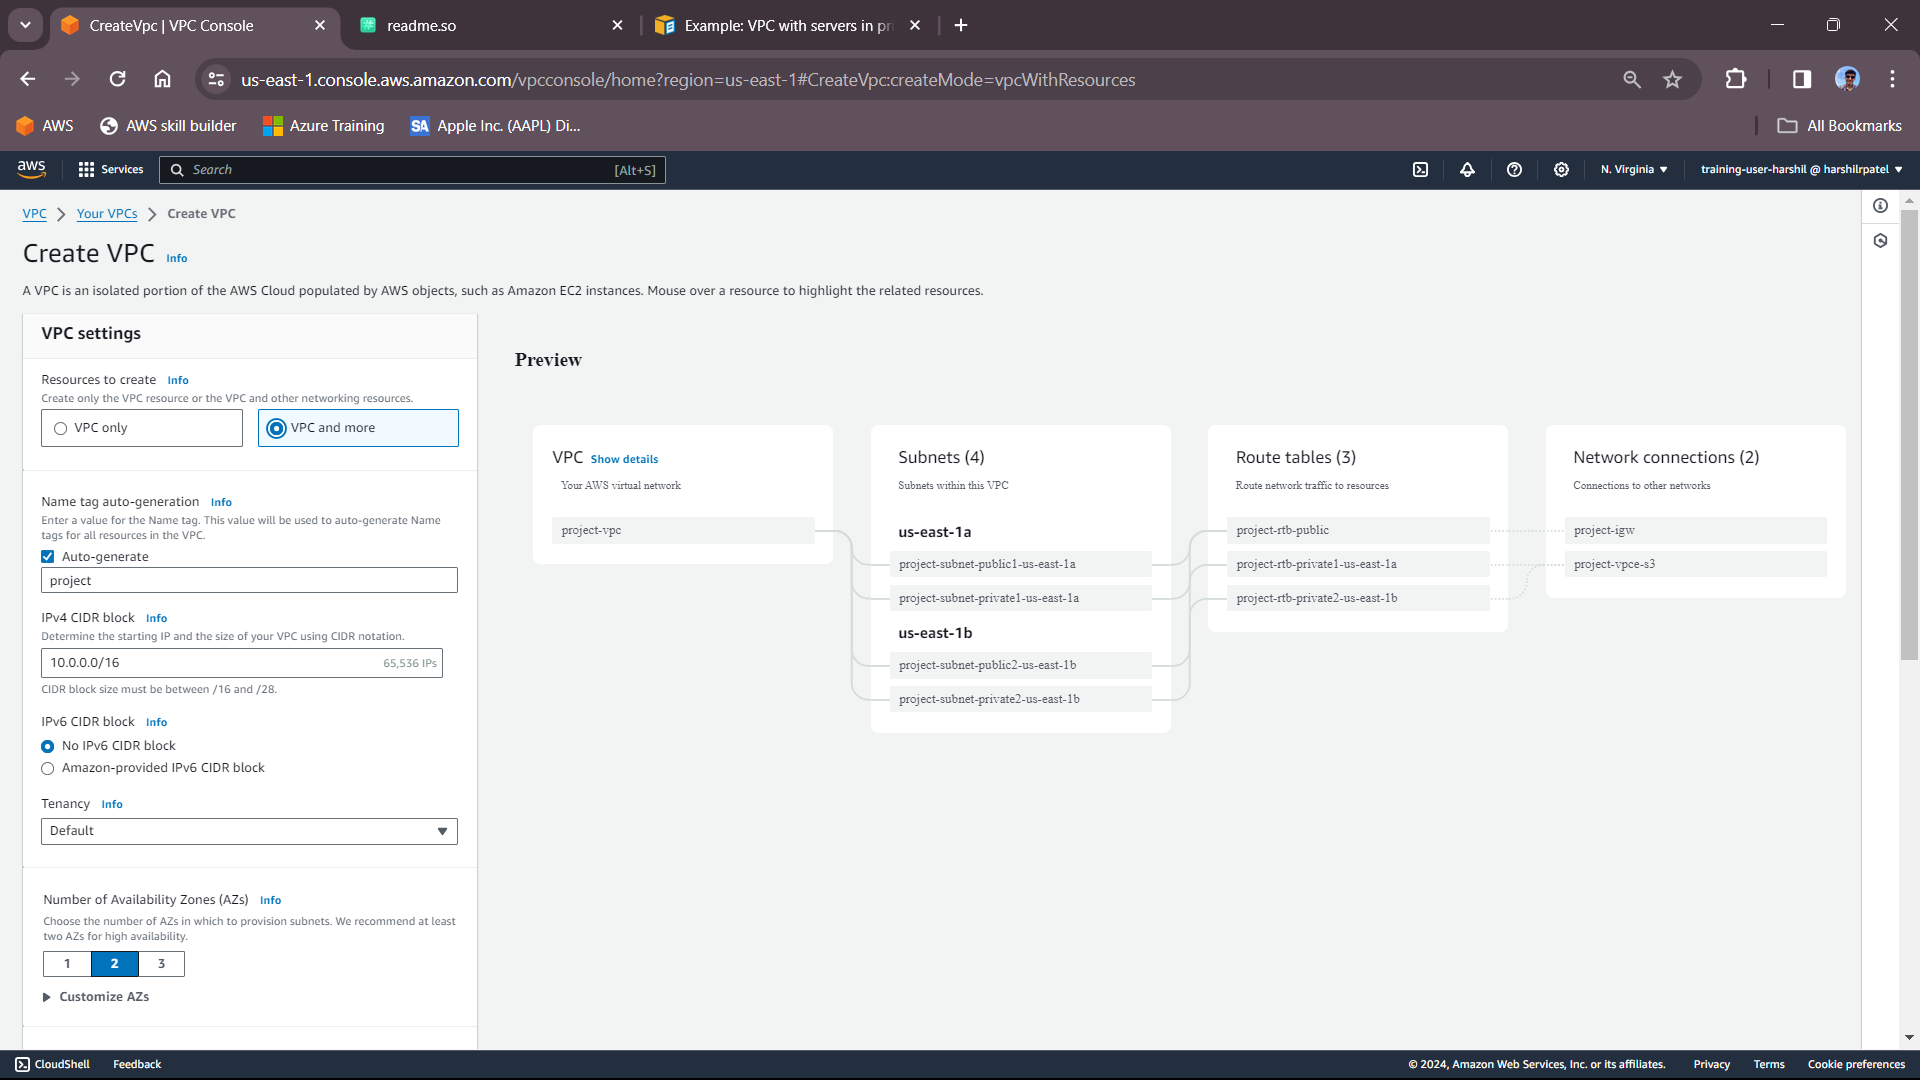 CreateVpc | VPC Console
readme.so
Example: VPC with servers in pri
us-east-1.console.aws.amazon.com/vpcconsole/home?region=us-east-1#CreateVpc:createMode=vpcWithResources
AWS
AWS skill builder
Azure Training
SA
Apple Inc. (AAPL) Di...
All Bookmarks
aws
Services
Search
[Alt+S]
N. Virginia
training-user-harshil @ harshilrpatel
VPC
Your VPCs
Create VPC
Create VPC Info
A VPC is an isolated portion of the AWS Cloud populated by AWS objects, such as Amazon EC2 instances. Mouse over a resource to highlight the related resources.
VPC settings
Resources to create Info
Create only the VPC resource or the VPC and other networking resources.
VPC only
VPC and more
Name tag auto-generation Info
Enter a value for the Name tag. This value will be used to auto-generate Name
tags for all resources in the VPC.
Auto-generate
project
IPv4 CIDR block Info
Determine the starting IP and the size of your VPC using CIDR notation.
10.0.0.0/16
65,536 IPs
CIDR block size must be between /16 and /28.
IPv6 CIDR block Info
No IPv6 CIDR block
Amazon-provided IPv6 CIDR block
Tenancy Info
Default
Number of Availability Zones (AZs) Info
Choose the number of AZs in which to provision subnets. We recommend at least
two AZs for high availability.
1 2 3
Customize AZs
Preview
VPC Show details
Your AWS virtual network
project-vpc
Subnets (4)
Subnets within this VPC
us-east-1a
project-subnet-public1-us-east-1a
project-subnet-private1-us-east-1a
us-east-1b
project-subnet-public2-us-east-1b
project-subnet-private2-us-east-1b
Route tables (3)
Route network traffic to resources
project-rtb-public
project-rtb-private1-us-east-1a
project-rtb-private2-us-east-1b
Network connections (2)
Connections to other networks
project-igw
project-vpce-s3
CloudShell
Feedback
© 2024, Amazon Web Services, Inc. or its affiliates.
Privacy
Terms
Cookie preferences